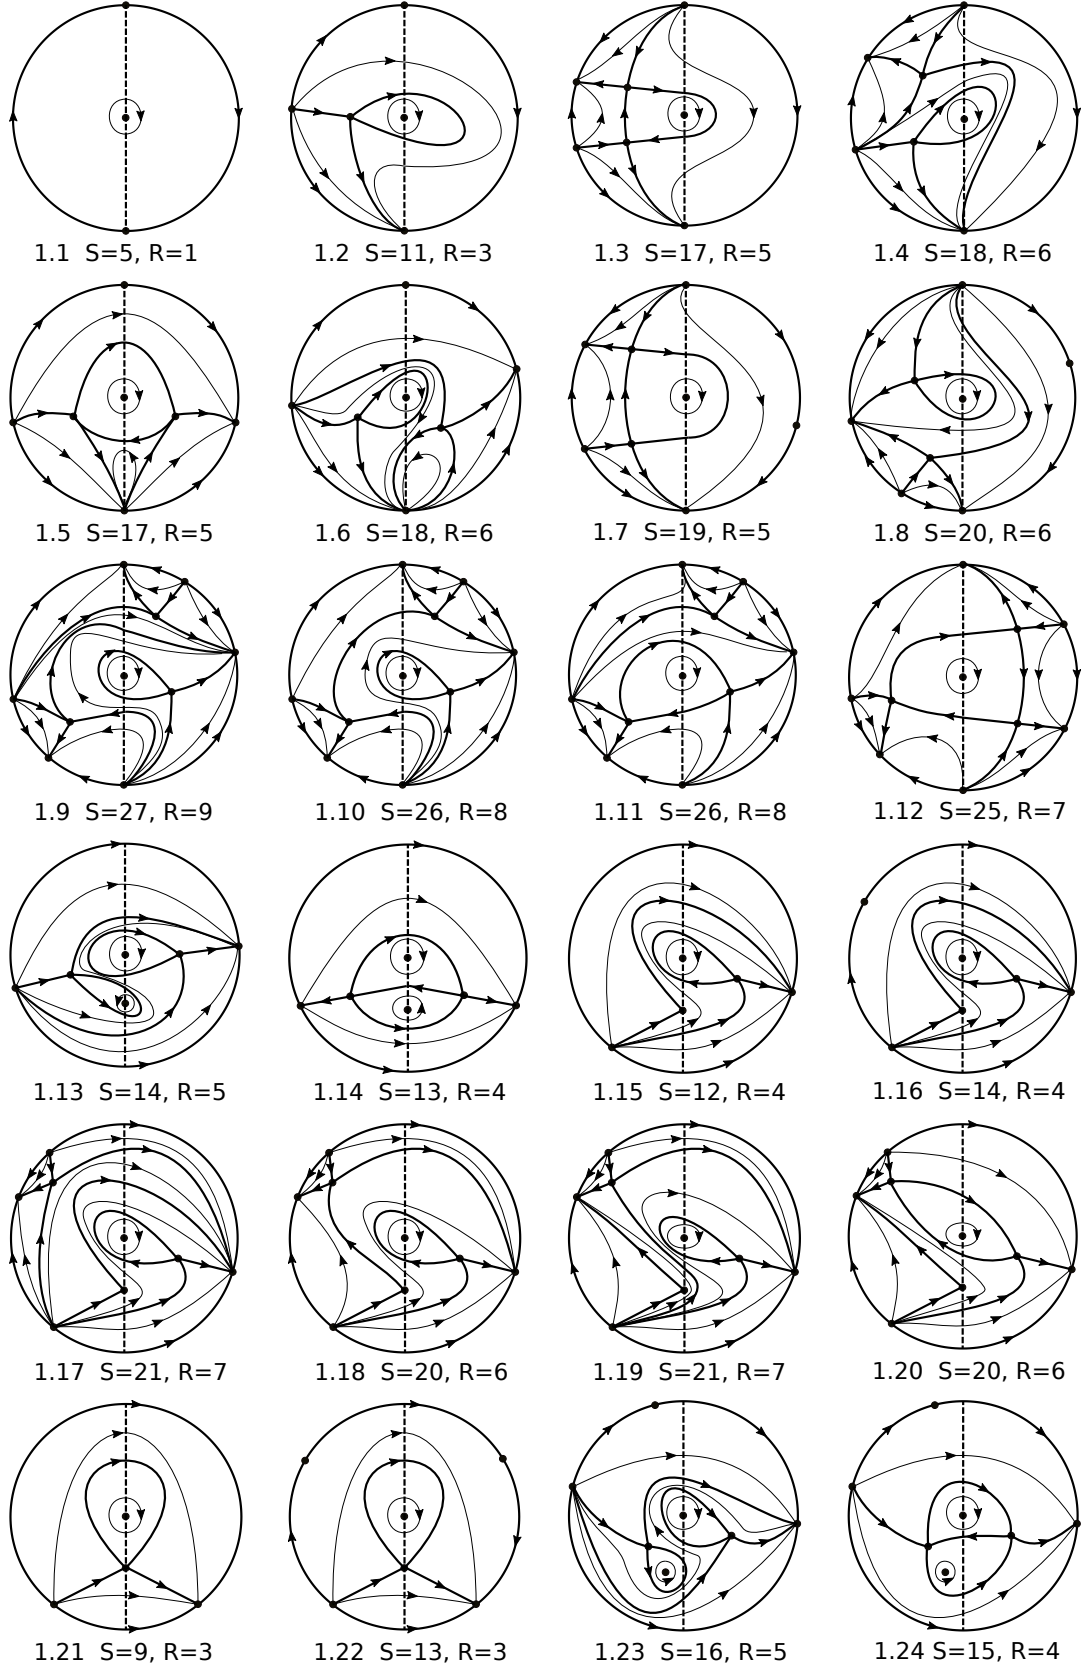 1.1 S=5, R=1 1.2 S=11, R=3 1.3 S=17, R=5 1.4 S=18, R=6
1.5 S=17, R=5 1.6 S=18, R=6 1.7 S=19, R=5 1.8 S=20, R=6
1.9 S=27, R=9 1.10 S=26, R=8 1.11 S=26, R=8 1.12 S=25, R=7
1.13 S=14, R=5 1.14 S=13, R=4 1.15 S=12, R=4 1.16 S=14, R=4
1.17 S=21, R=7 1.18 S=20, R=6 1.19 S=21, R=7 1.20 S=20, R=6
1.21 S=9, R=3 1.22 S=13, R=3 1.23 S=16, R=5 1.24 S=15, R=4